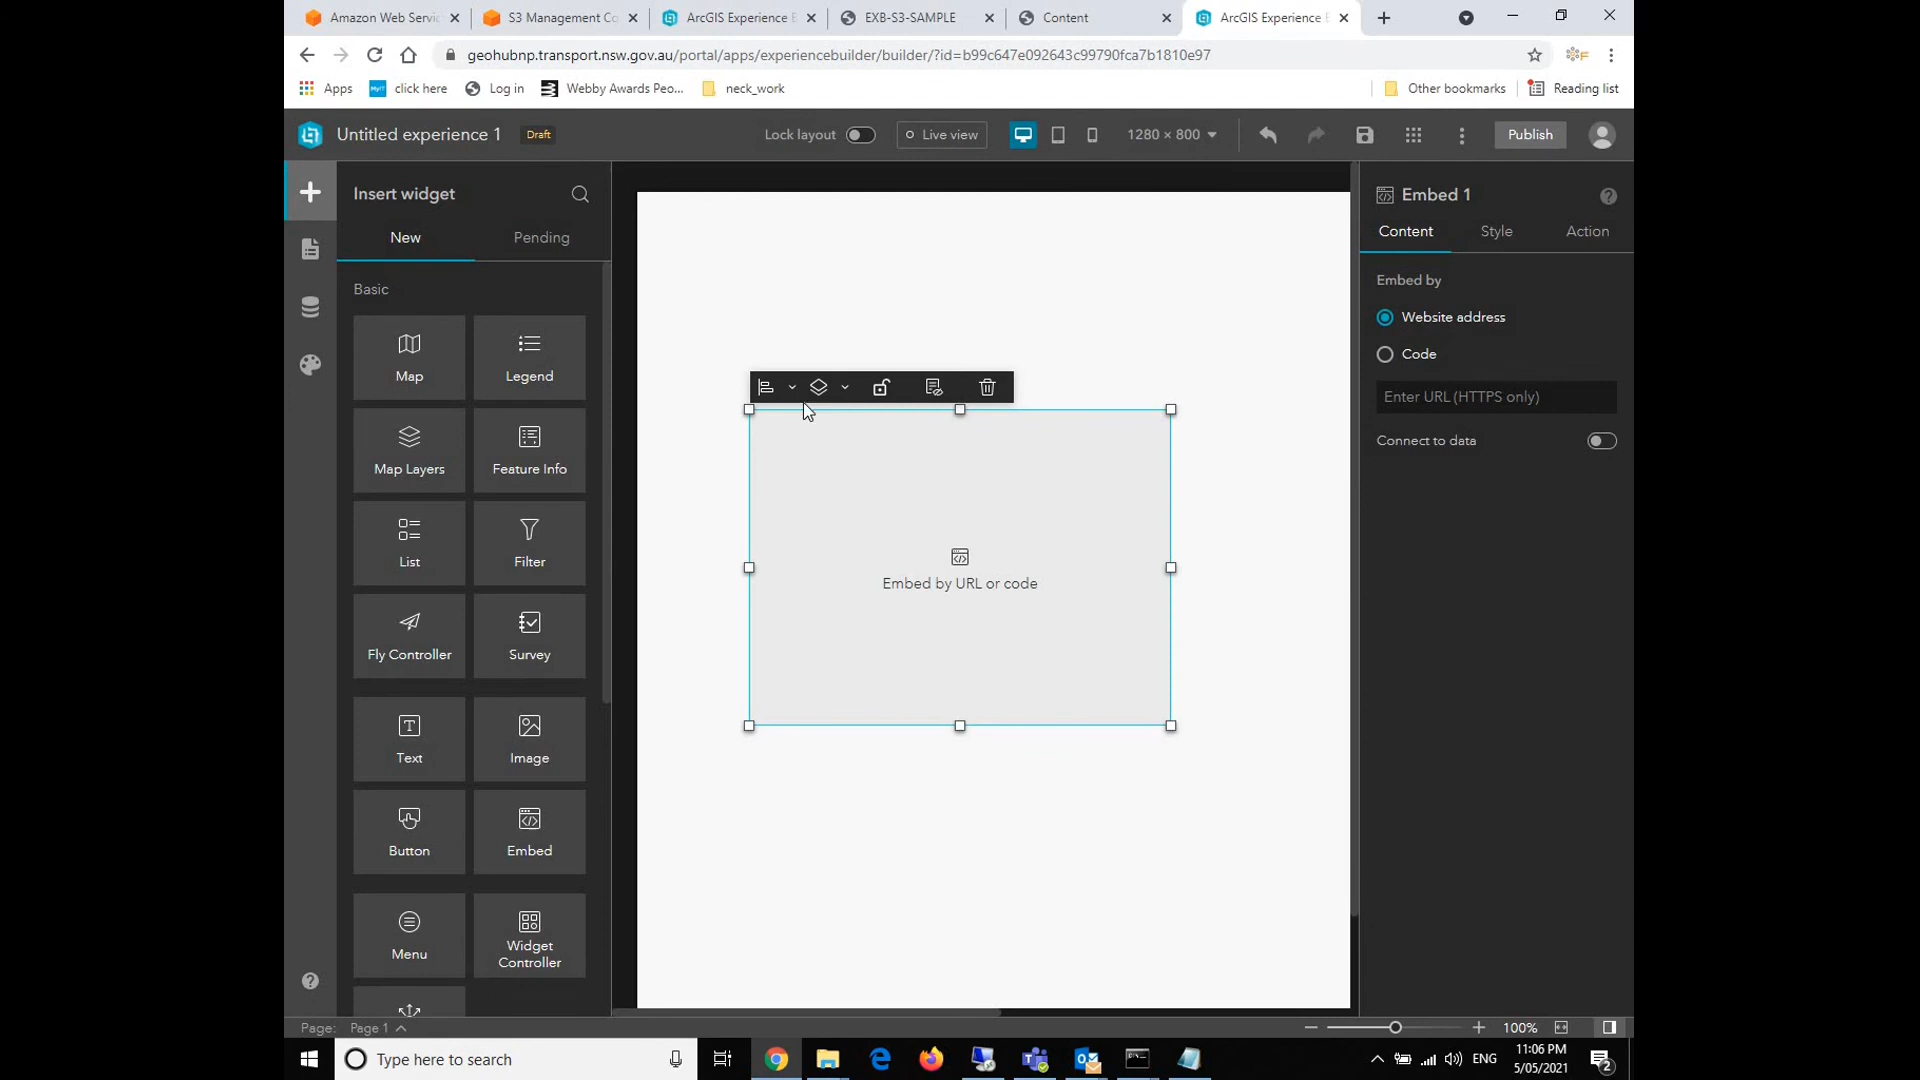 Amazon Web Servic
S3 Management Co
ArcGIS Experience B
EXB-S3-SAMPLE
Content
ArcGIS Experience B
geohubnp.transport.nsw.gov.au/portal/apps/experiencebuilder/builder/?id=b99c647e092643c99790fca7b1810e97
Apps
click here
Log in
Webby Awards Peo...
neck_work
Other bookmarks
Reading list
Untitled experience 1
Draft
Lock layout
Live view
1280 × 800
Publish
Insert widget
New
Pending
Basic
Map
Legend
Map Layers
Feature Info
List
Filter
Fly Controller
Survey
Text
Image
Button
Embed
Menu
Widget
Controller
Embed by URL or code
Embed 1
Content
Style
Action
Embed by
Website address
Code
Enter URL (HTTPS only)
Connect to data
Page:
Page 1
100%
Type here to search
ENG
11:06 PM
5/05/2021
2